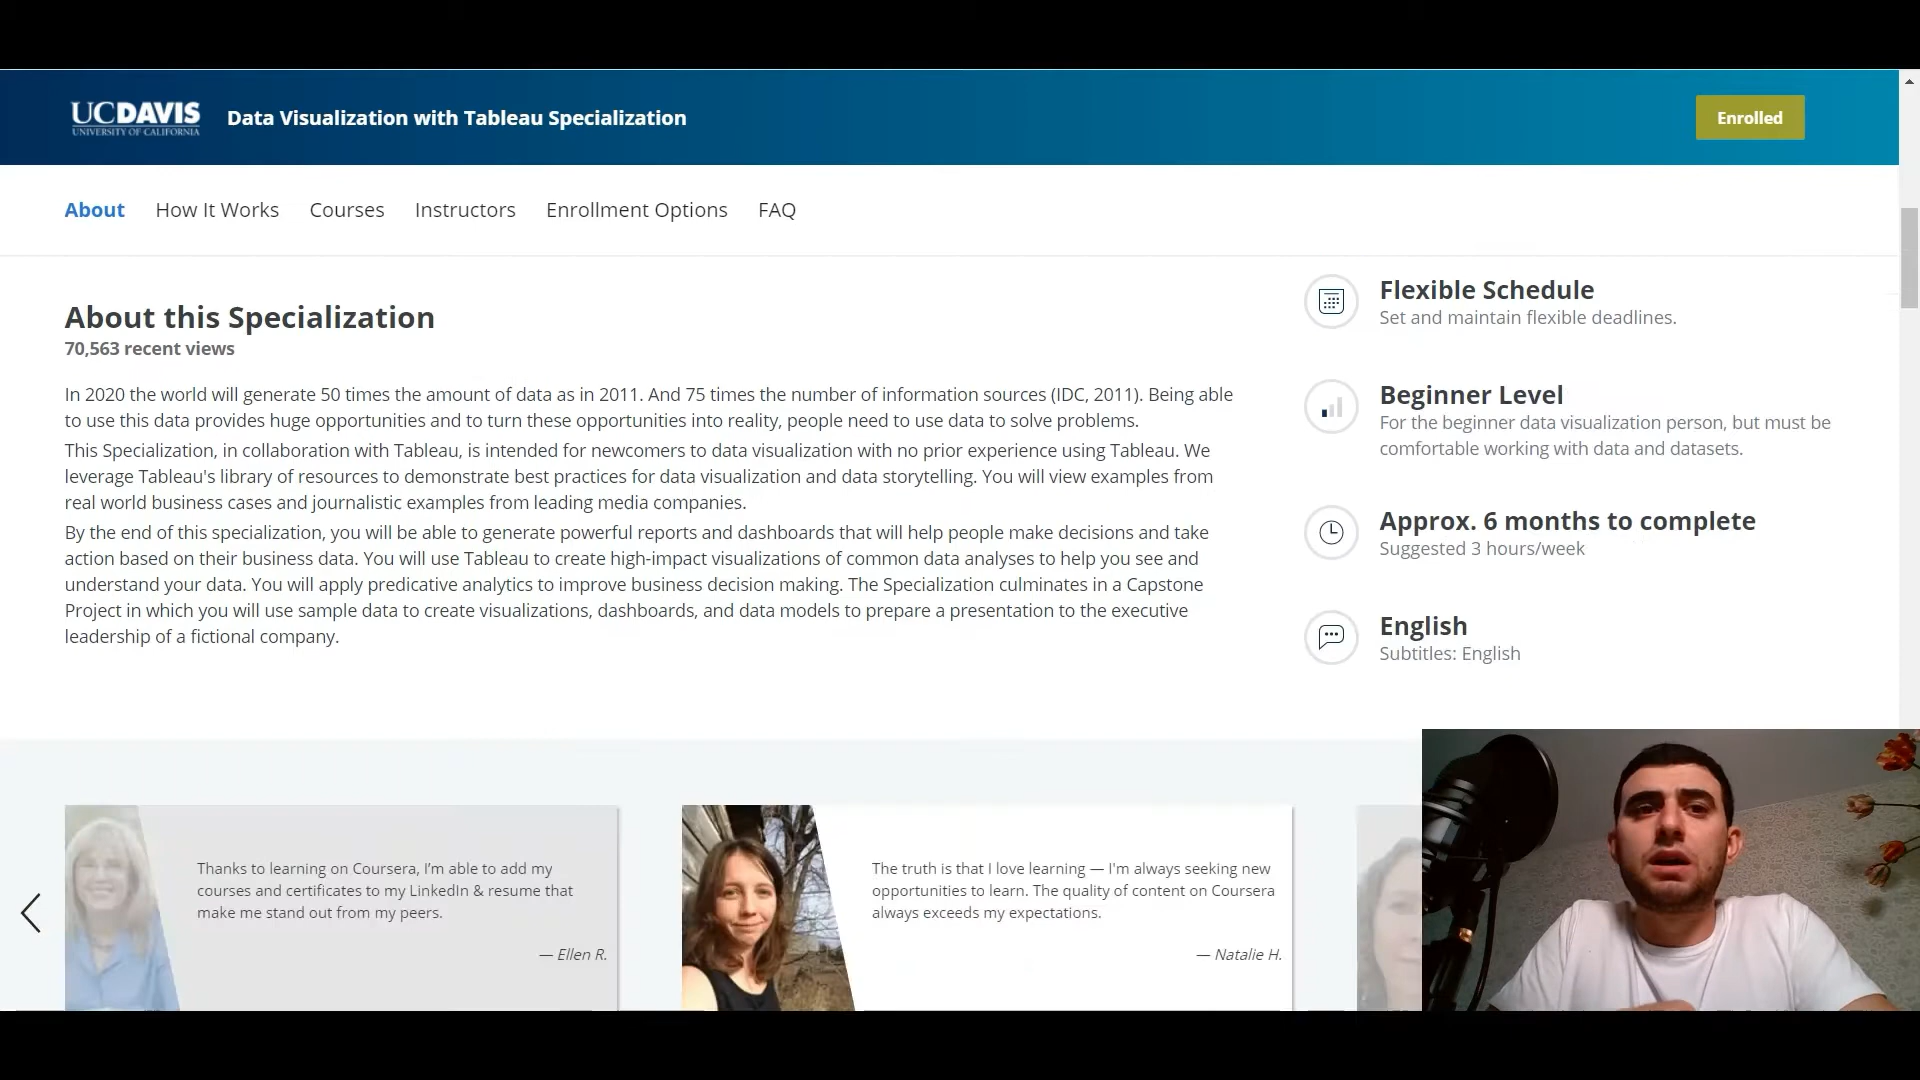 UCDAVIS
UNIVERSITY OF CALIFORNIA
Data Visualization with Tableau Specialization
Enrolled
About How It Works Courses Instructors Enrollment Options FAQ
About this Specialization
70,563 recent views
In 2020 the world will generate 50 times the amount of data as in 2011. And 75 times the number of information sources (IDC, 2011). Being able
to use this data provides huge opportunities and to turn these opportunities into reality, people need to use data to solve problems.
This Specialization, in collaboration with Tableau, is intended for newcomers to data visualization with no prior experience using Tableau. We
leverage Tableau's library of resources to demonstrate best practices for data visualization and data storytelling. You will view examples from
real world business cases and journalistic examples from leading media companies.
By the end of this specialization, you will be able to generate powerful reports and dashboards that will help people make decisions and take
action based on their business data. You will use Tableau to create high-impact visualizations of common data analyses to help you see and
understand your data. You will apply predicative analytics to improve business decision making. The Specialization culminates in a Capstone
Project in which you will use sample data to create visualizations, dashboards, and data models to prepare a presentation to the executive
leadership of a fictional company.
Flexible Schedule
Set and maintain flexible deadlines.
Beginner Level
For the beginner data visualization person, but must be
comfortable working with data and datasets.
Approx. 6 months to complete
Suggested 3 hours/week
English
Subtitles: English
Thanks to learning on Coursera, I’m able to add my
courses and certificates to my LinkedIn & resume that
make me stand out from my peers.
— Ellen R.
The truth is that I love learning — I'm always seeking new
opportunities to learn. The quality of content on Coursera
always exceeds my expectations.
— Natalie H.